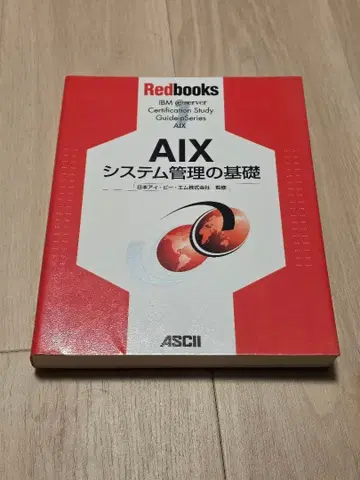 Redbooks
IBM @server
Certification Study
Guide pSeries
AIX
AIX
システム管理の基礎
日本アイ・ビー・エム株式会社 監修
ASCII